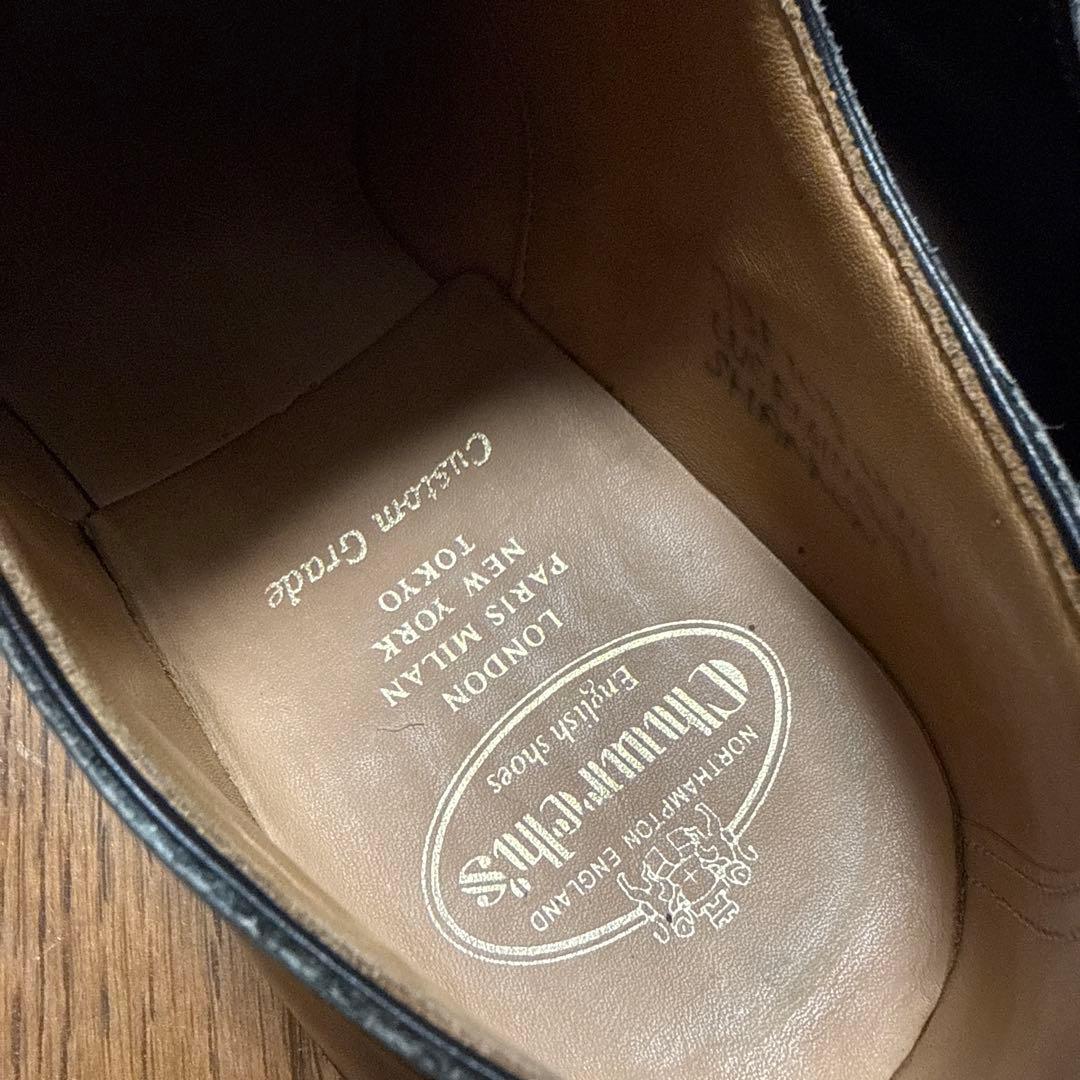 NORTHAMPTON ENGLAND
Church's
English shoes
LONDON
PARIS MILAN
NEW YORK
TOKYO
Custom Grade